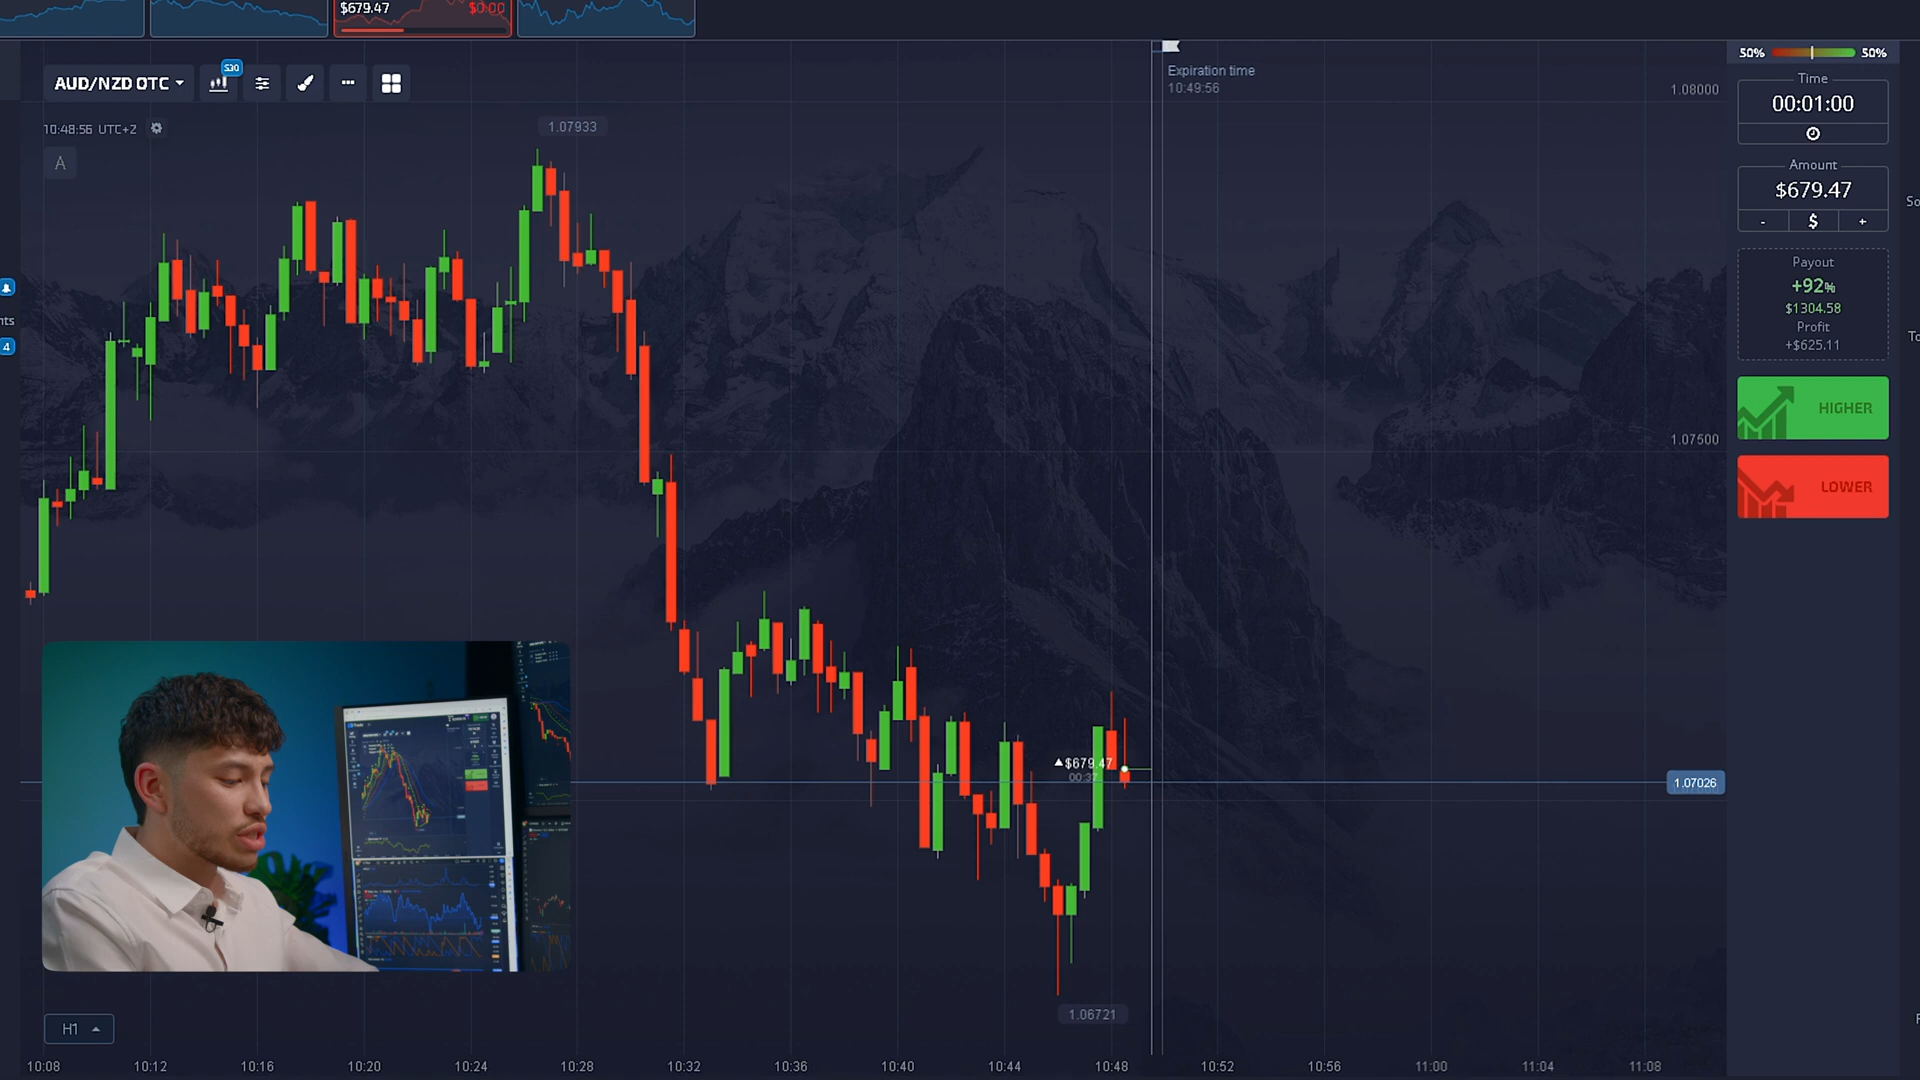 $679.47 $0.00
50% 50%
AUD/NZD OTC S30
Expiration time
10:49:56
1.08000
Time
00:01:00
10:48:56 UTC+2
1.07933
A
Amount
$679.47
- $ +
Payout
+92%
$1304.58
Profit
+$625.11
nts
4
HIGHER
1.07500
LOWER
$679.47
00:37
1.07026
1.06721
H1
10:08 10:12 10:16 10:20 10:24 10:28 10:32 10:36 10:40 10:44 10:48 10:52 10:56 11:00 11:04 11:08